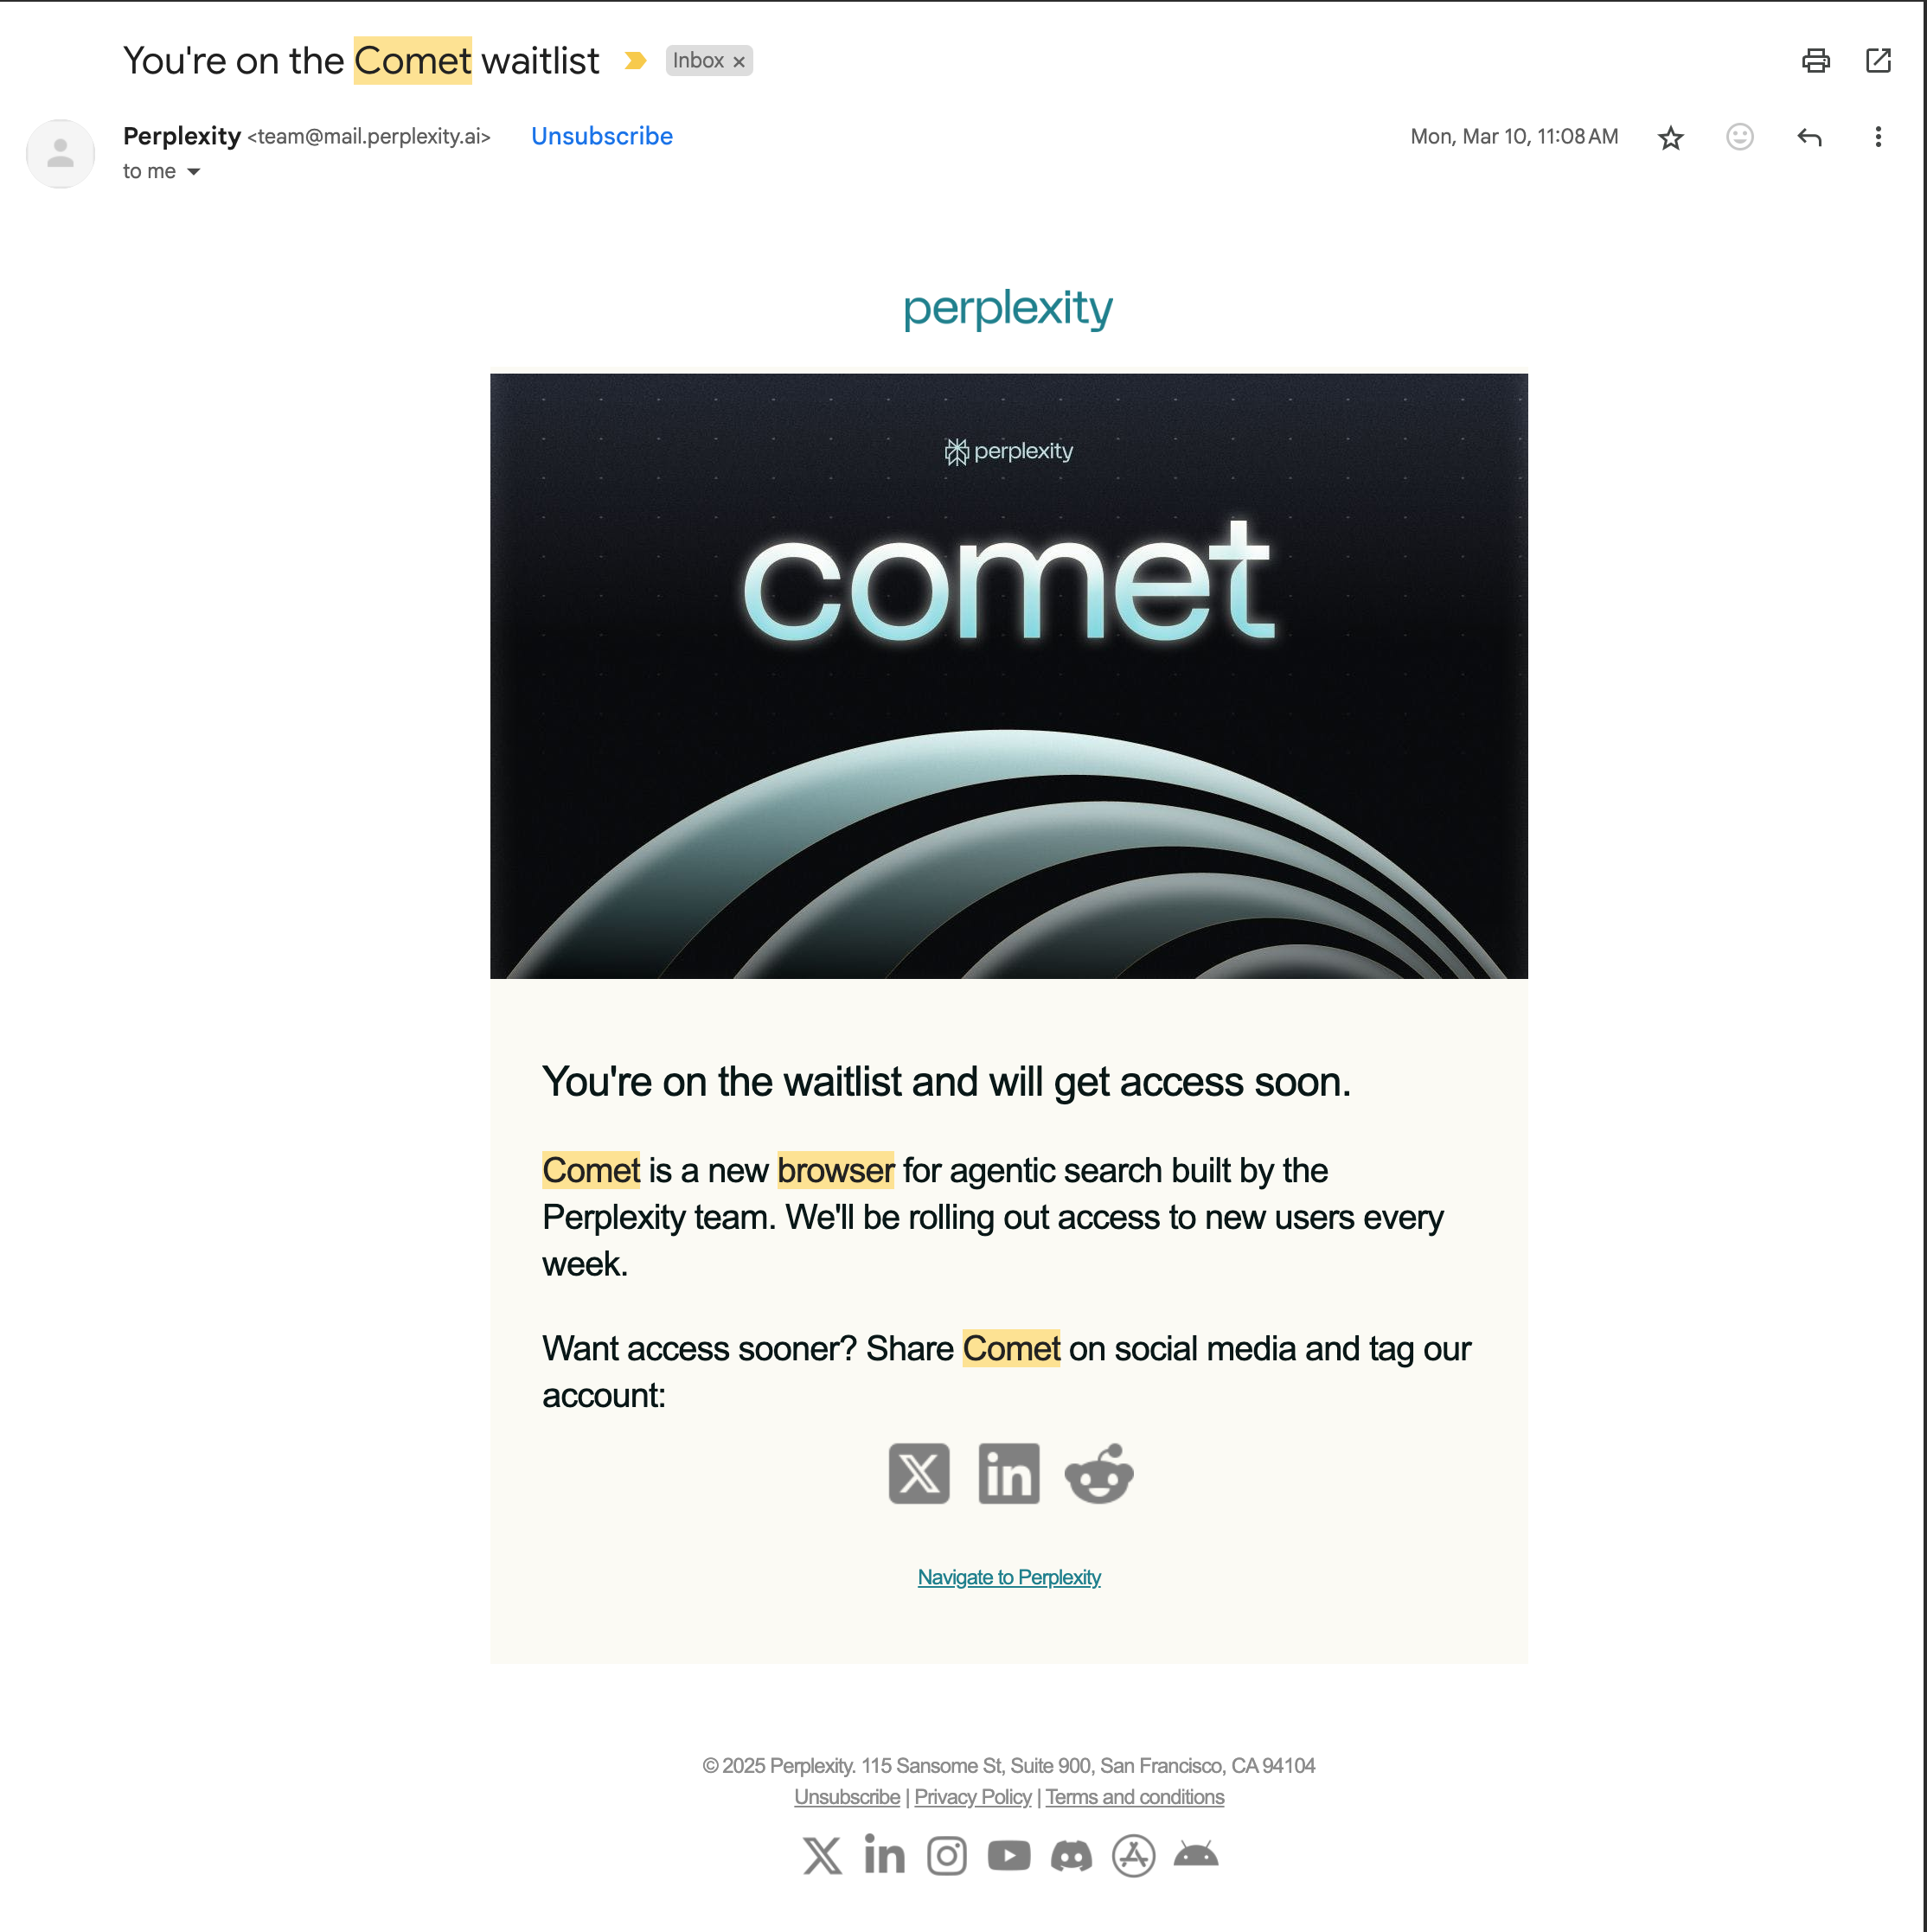 You're on the Comet waitlist Inbox ×
Perplexity <team@mail.perplexity.ai> Unsubscribe Mon, Mar 10, 11:08 AM
to me
perplexity
perplexity
comet
You're on the waitlist and will get access soon.
Comet is a new browser for agentic search built by the
Perplexity team. We'll be rolling out access to new users every
week.
Want access sooner? Share Comet on social media and tag our
account:
X in
Navigate to Perplexity
© 2025 Perplexity. 115 Sansome St, Suite 900, San Francisco, CA 94104
Unsubscribe | Privacy Policy | Terms and conditions
X in